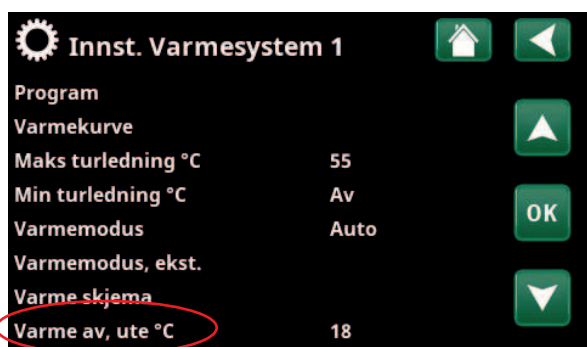 Innst. Varmesystem 1
Program
Varmekurve
Maks turledning °C 55
Min turledning °C Av
Varmemodus Auto
Varmemodus, ekst.
Varme skjema
Varme av, ute °C 18
OK